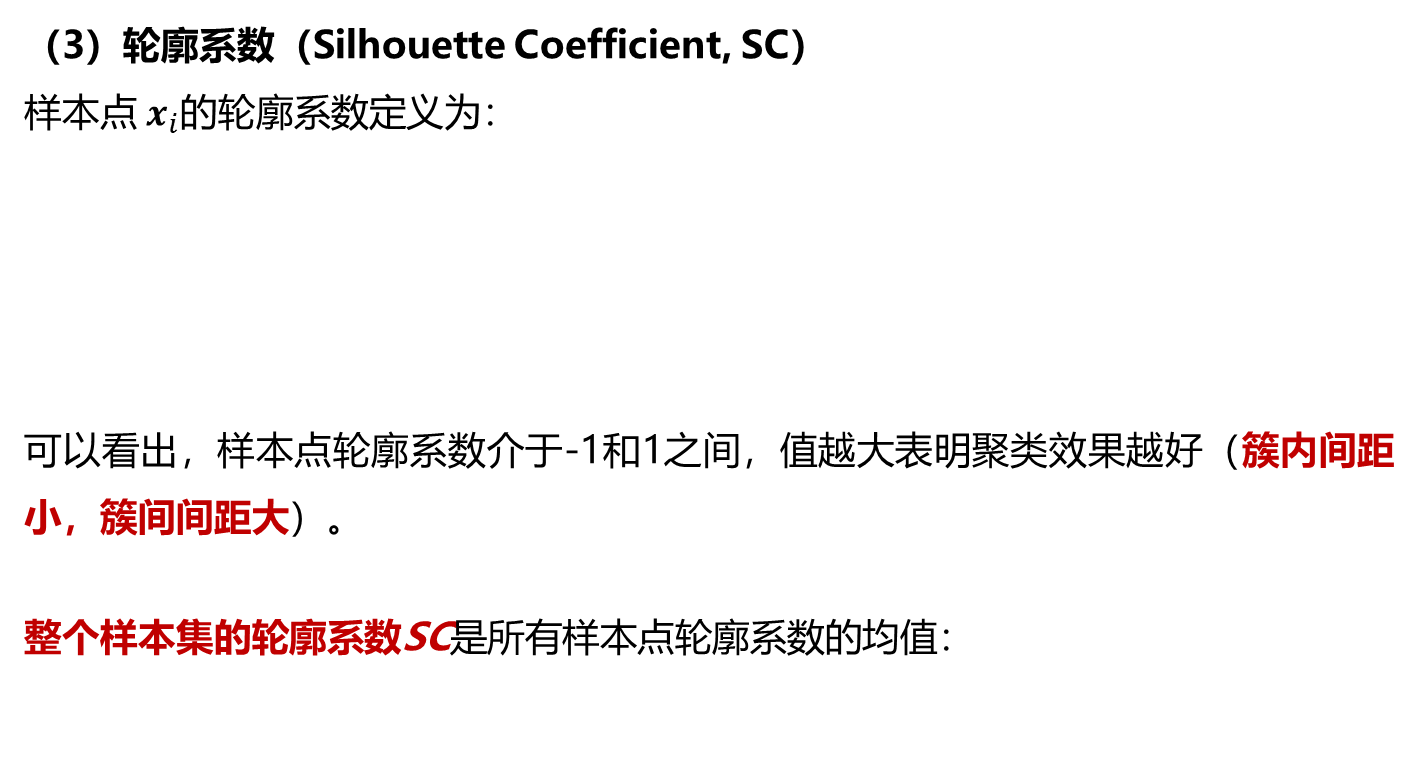 （3）轮廓系数（Silhouette Coefficient, SC）
样本点 𝒙ᵢ的轮廓系数定义为：
可以看出，样本点轮廓系数介于-1和1之间，值越大表明聚类效果越好（簇内间距
小，簇间间距大）。
整个样本集的轮廓系数SC是所有样本点轮廓系数的均值：